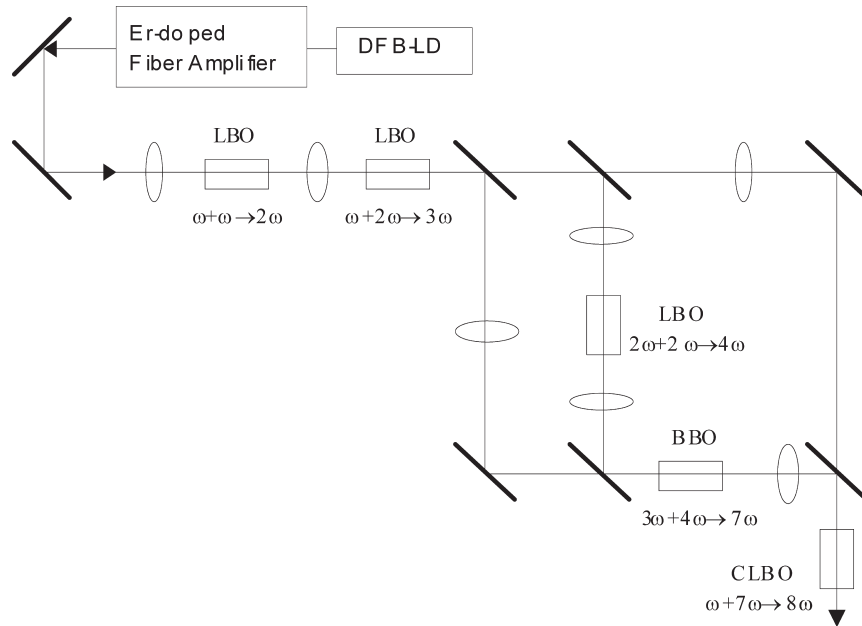 Er-doped
Fiber Amplifier
DFB-LD
LBO
ω+ω→2ω
LBO
ω+2ω→3ω
LBO
2ω+2 ω→4ω
BBO
3ω+4ω→7ω
CLBO
ω+7ω→8ω